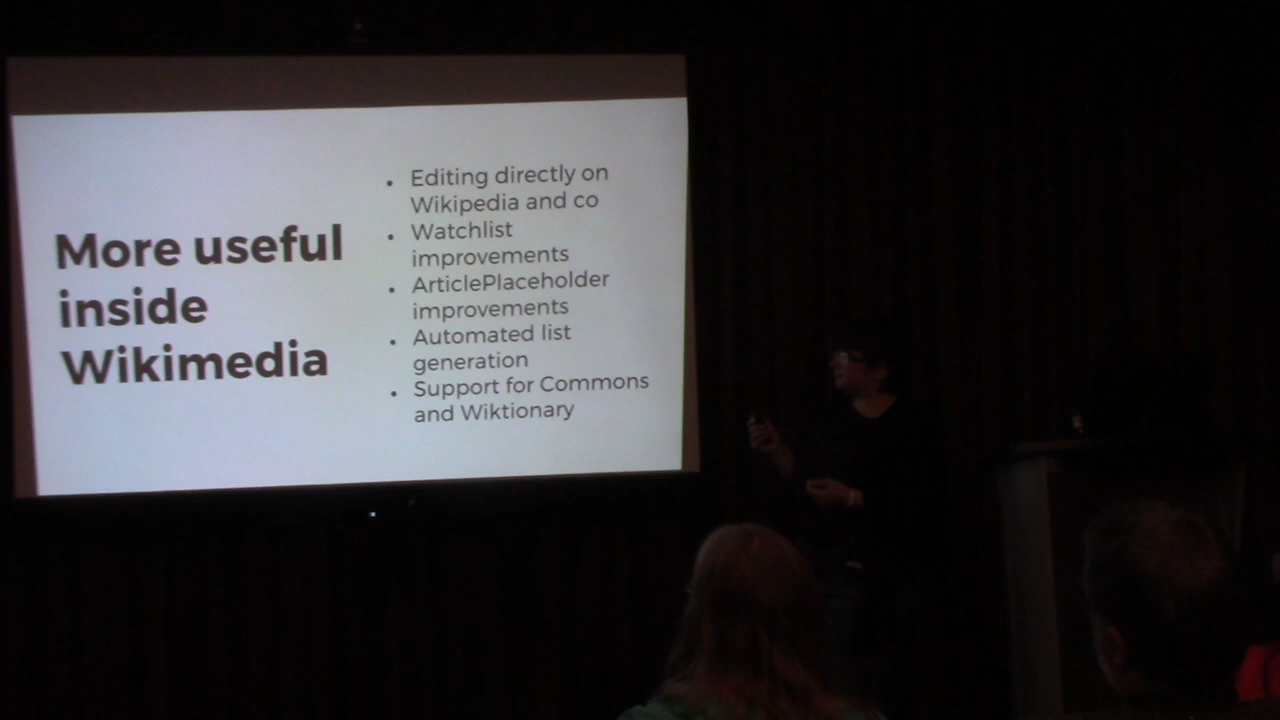 More useful
inside
Wikimedia
Editing directly on
Wikipedia and co
Watchlist
improvements
ArticlePlaceholder
improvements
Automated list
generation
Support for Commons
and Wiktionary